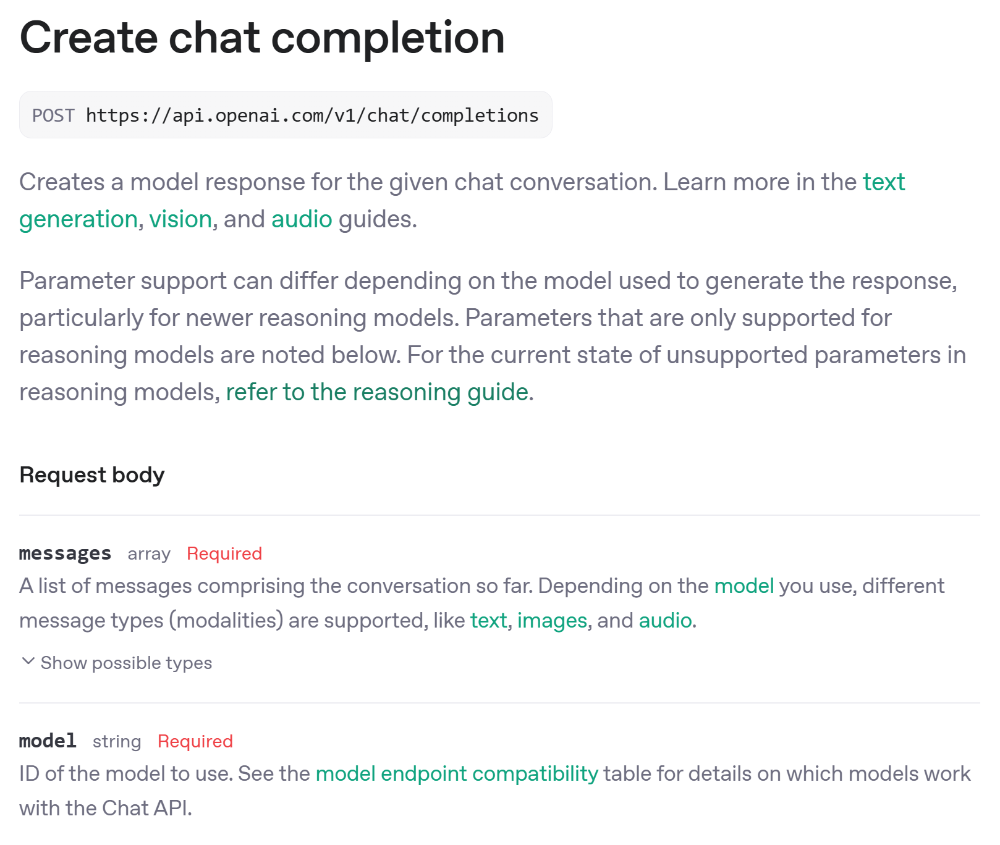 Create chat completion
POST https://api.openai.com/v1/chat/completions
Creates a model response for the given chat conversation. Learn more in the text
generation, vision, and audio guides.
Parameter support can differ depending on the model used to generate the response,
particularly for newer reasoning models. Parameters that are only supported for
reasoning models are noted below. For the current state of unsupported parameters in
reasoning models, refer to the reasoning guide.
Request body
messages array Required
A list of messages comprising the conversation so far. Depending on the model you use, different
message types (modalities) are supported, like text, images, and audio.
Show possible types
model string Required
ID of the model to use. See the model endpoint compatibility table for details on which models work
with the Chat API.